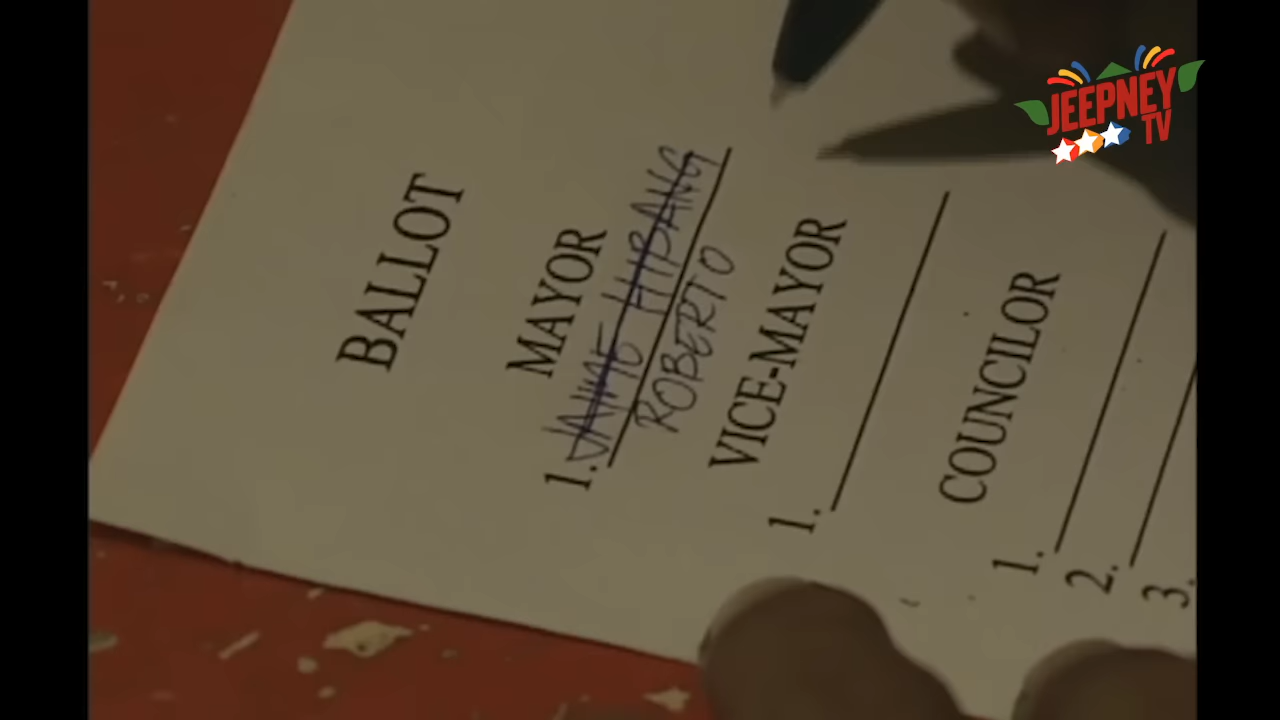 BALLOT
MAYOR
1. JAIME HIPANG
ROBERTO
VICE-MAYOR
1.
COUNCILOR
1.
2.
3.
JEEPNEY
TV